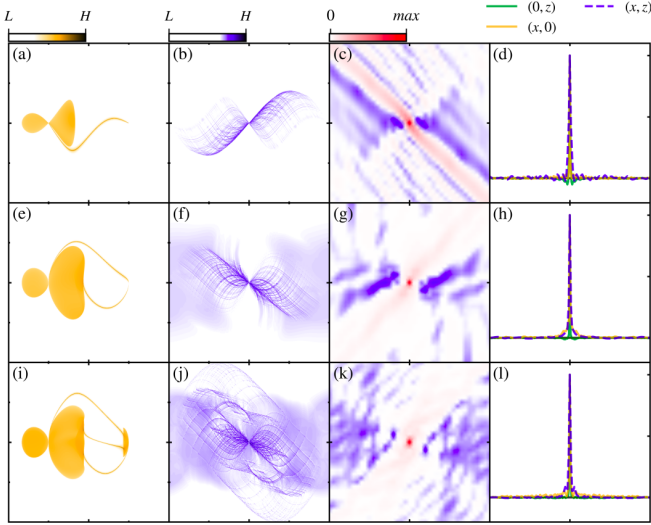 L H L H 0 max (0, z) (x, z)
(x, 0)
(a) (b) (c) (d)
(e) (f) (g) (h)
(i) (j) (k) (l)